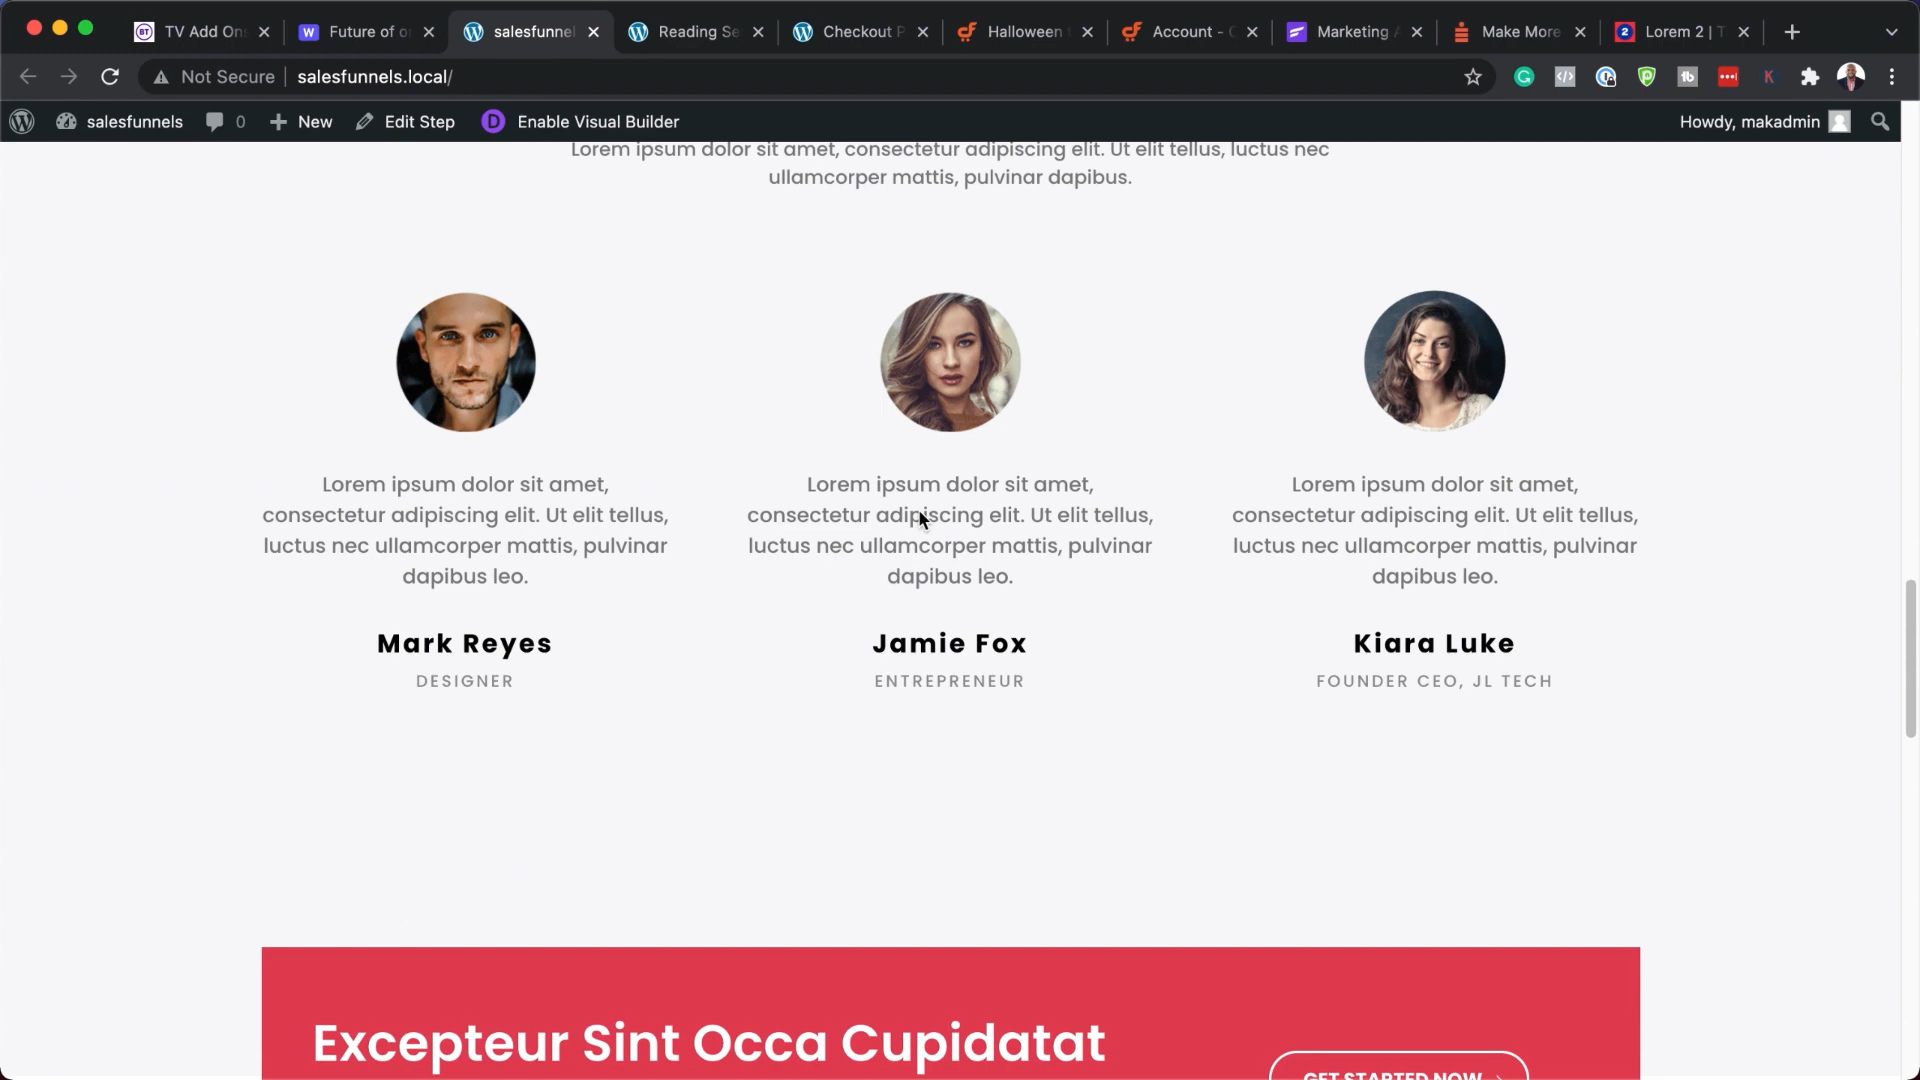 TV Add On
Future of o
salesfunnel
Reading Se
Checkout P
Halloween
Account -
Marketing
Make More
Lorem 2 | T
Not Secure
salesfunnels.local/
salesfunnels
0
New
Edit Step
Enable Visual Builder
Howdy, makadmin
Lorem ipsum dolor sit amet, consectetur adipiscing elit. Ut elit tellus, luctus nec
ullamcorper mattis, pulvinar dapibus.
Lorem ipsum dolor sit amet,
consectetur adipiscing elit. Ut elit tellus,
luctus nec ullamcorper mattis, pulvinar
dapibus leo.
Mark Reyes
DESIGNER
Lorem ipsum dolor sit amet,
consectetur adipiscing elit. Ut elit tellus,
luctus nec ullamcorper mattis, pulvinar
dapibus leo.
Jamie Fox
ENTREPRENEUR
Lorem ipsum dolor sit amet,
consectetur adipiscing elit. Ut elit tellus,
luctus nec ullamcorper mattis, pulvinar
dapibus leo.
Kiara Luke
FOUNDER CEO, JL TECH
Excepteur Sint Occa Cupidatat
GET STARTED NOW